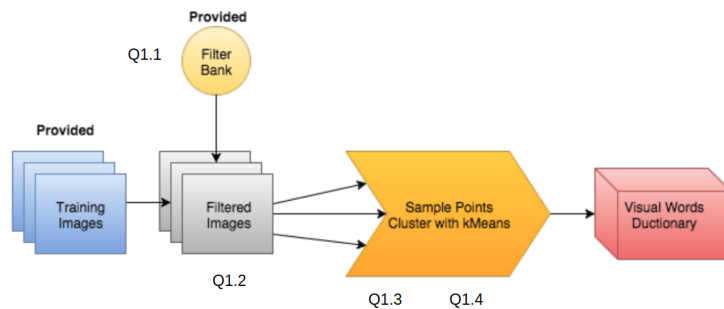 Provided
Q1.1
Filter
Bank
Provided
Training
Images
Filtered
Images
Sample Points
Cluster with kMeans
Visual Words
Ductionary
Q1.2
Q1.3
Q1.4